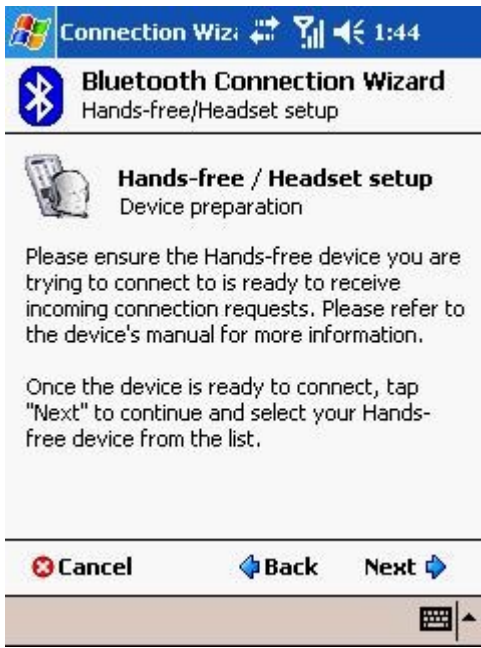 Connection Wiz 1:44
Bluetooth Connection Wizard
Hands-free/Headset setup
Hands-free / Headset setup
Device preparation
Please ensure the Hands-free device you are
trying to connect to is ready to receive
incoming connection requests. Please refer to
the device's manual for more information.
Once the device is ready to connect, tap
"Next" to continue and select your Hands-
free device from the list.
Cancel Back Next